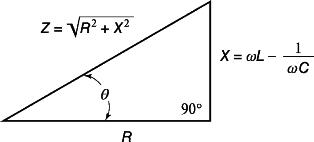 Z = √R² + X²
X = ωL − 1/ωC
θ
90°
R